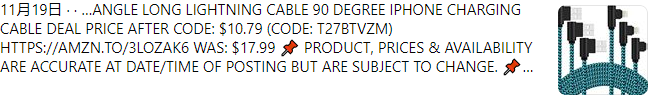 11月19日 · · ...ANGLE LONG LIGHTNING CABLE 90 DEGREE IPHONE CHARGING
CABLE DEAL PRICE AFTER CODE: $10.79 (CODE: T27BTVZM)
HTTPS://AMZN.TO/3LOZAK6 WAS: $17.99 📌 PRODUCT, PRICES & AVAILABILITY
ARE ACCURATE AT DATE/TIME OF POSTING BUT ARE SUBJECT TO CHANGE. 📌...